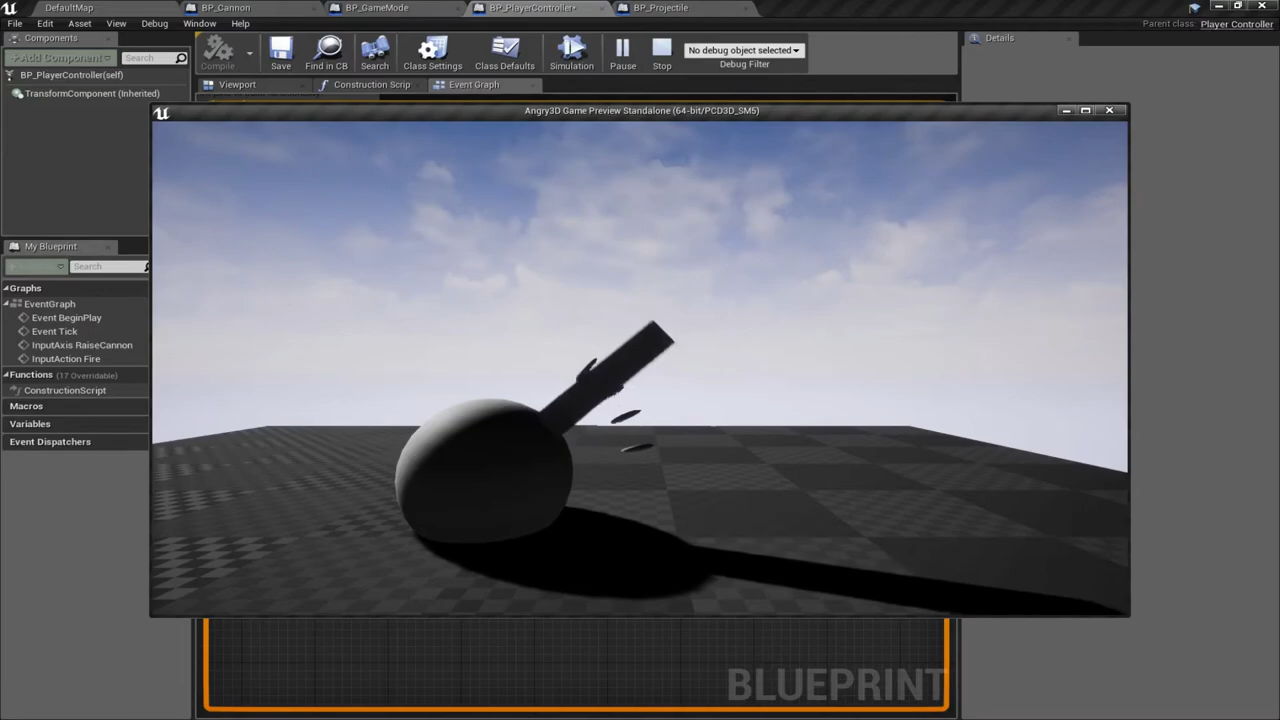 DefaultMap
BP_Cannon
BP_GameMode
BP_PlayerController*
BP_Projectile
File Edit Asset View Debug Window Help
Parent class: Player Controller
Components
+Add Component
Search
BP_PlayerController(self)
TransformComponent (Inherited)
Compile
Save
Find in CB
Search
Class Settings
Class Defaults
Simulation
Pause
Stop
No debug object selected
Debug Filter
Details
Viewport
Construction Scrip
Event Graph
Angry3D Game Preview Standalone (64-bit/PCD3D_SM5)
My Blueprint
Search
Graphs
EventGraph
Event BeginPlay
Event Tick
InputAxis RaiseCannon
InputAction Fire
Functions (17 Overridable)
ConstructionScript
Macros
Variables
Event Dispatchers
BLUEPRINT